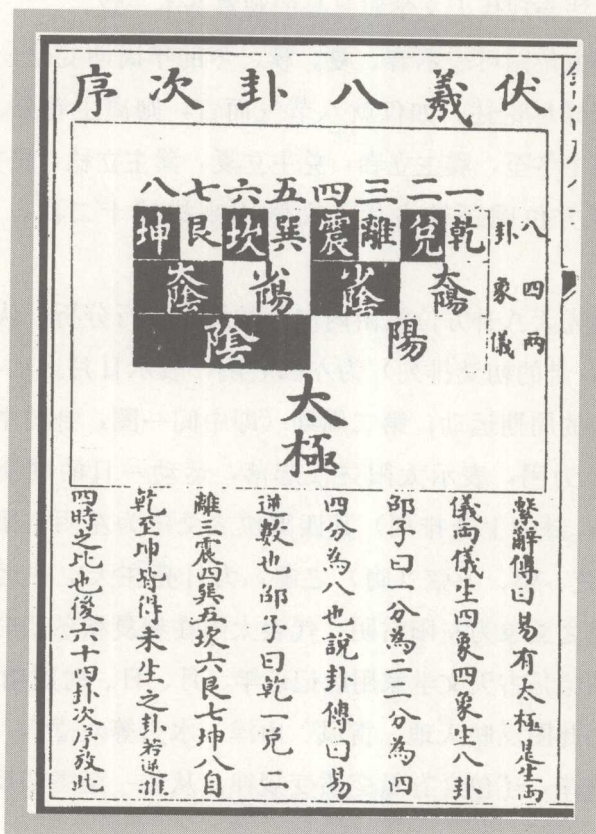 伏羲八卦次序
一二三四五六七八
八卦
乾兌離震巽坎艮坤
四象
太陽 少陰 少陽 太陰
兩儀
陽 陰
太極
繫辭傳曰易有太極是生兩
儀兩儀生四象四象生八卦
邵子曰一分為二二分為四
四分為八也說卦傳曰易
逆數也邵子曰乾一兌二
離三震四巽五坎六艮七坤八自
乾至坤皆得未生之卦若逆推
四時之比也後六十四卦次序放此